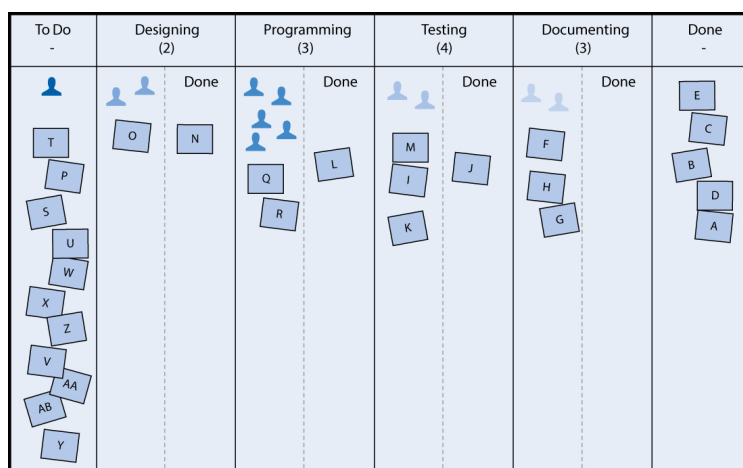 To Do
-
Designing
(2)
Programming
(3)
Testing
(4)
Documenting
(3)
Done
-
Done
Done
Done
Done
T
P
S
U
W
X
Z
V
AA
AB
Y
O
N
Q
R
L
M
I
K
J
F
H
G
E
C
B
D
A